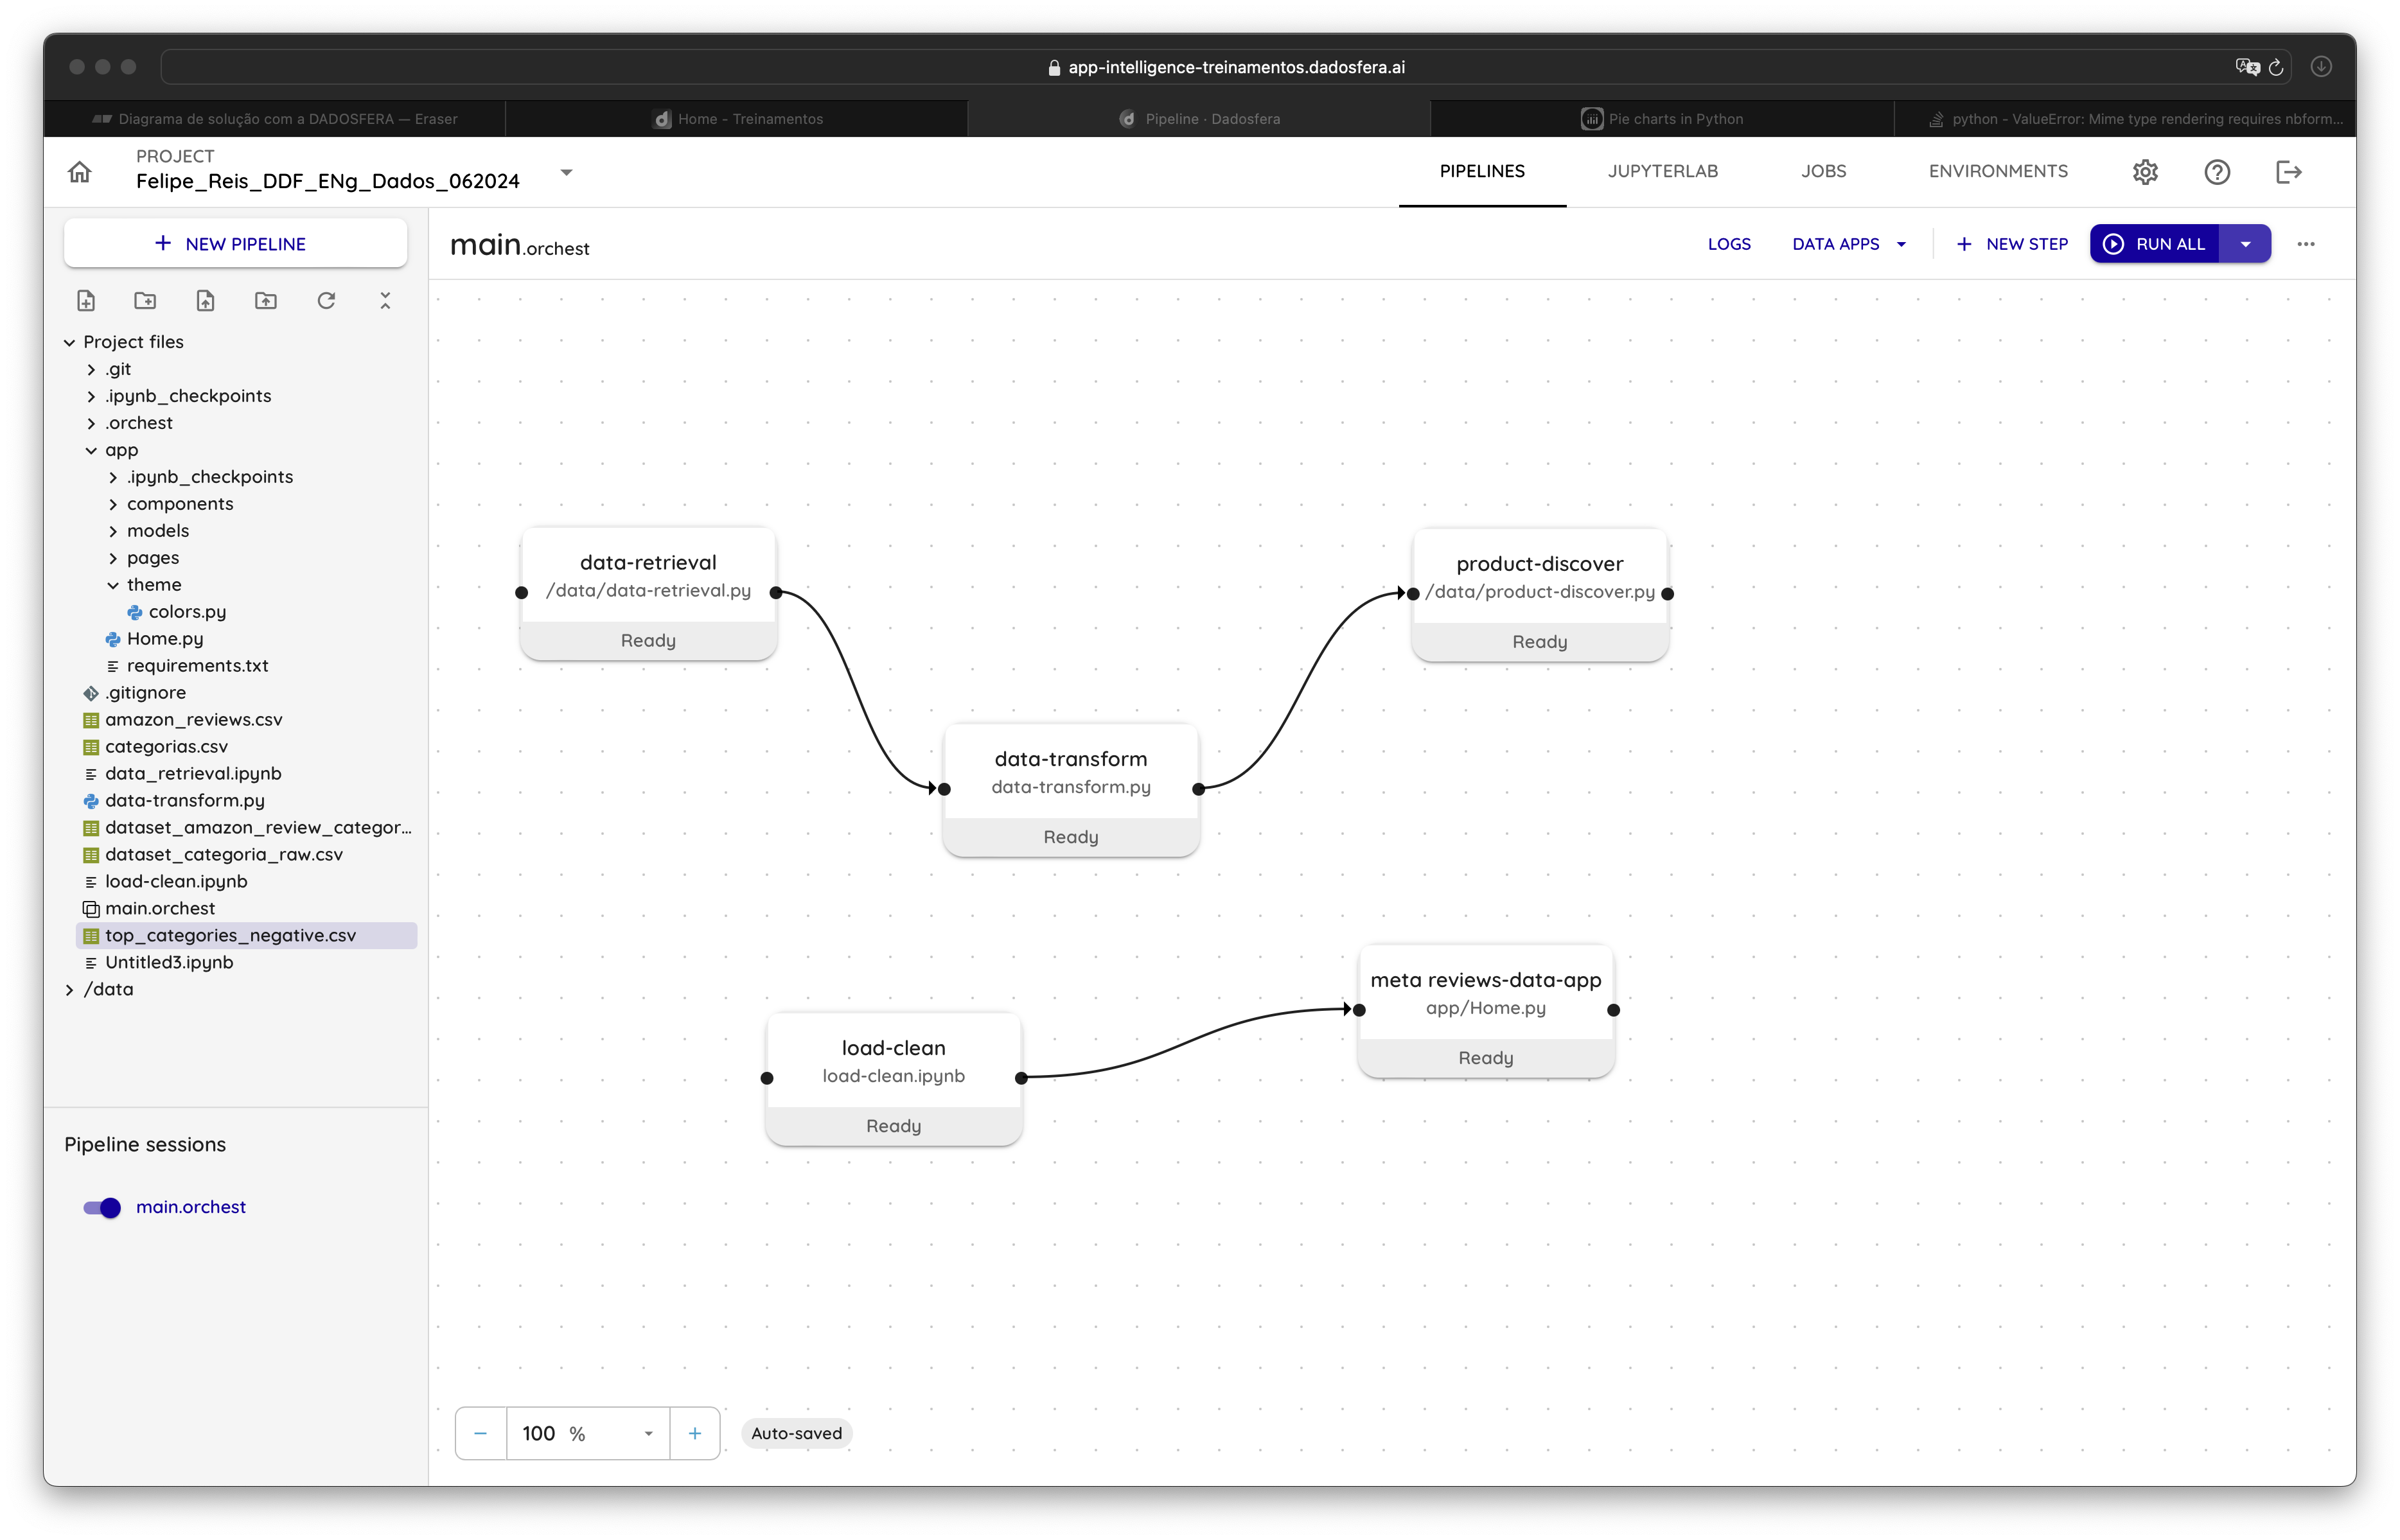 app-intelligence-treinamentos.dadosfera.ai
Diagrama de solução com a DADOSFERA — Eraser
Home - Treinamentos
Pipeline · Dadosfera
Pie charts in Python
python - ValueError: Mime type rendering requires nbform...
PROJECT
Felipe_Reis_DDF_ENg_Dados_062024
PIPELINES
JUPYTERLAB
JOBS
ENVIRONMENTS
NEW PIPELINE
main.orchest
LOGS
DATA APPS
NEW STEP
RUN ALL
Project files
.git
.ipynb_checkpoints
.orchest
app
.ipynb_checkpoints
components
models
pages
theme
colors.py
Home.py
requirements.txt
.gitignore
amazon_reviews.csv
categorias.csv
data_retrieval.ipynb
data-transform.py
dataset_amazon_review_categor...
dataset_categoria_raw.csv
load-clean.ipynb
main.orchest
top_categories_negative.csv
Untitled3.ipynb
/data
data-retrieval
/data/data-retrieval.py
Ready
product-discover
/data/product-discover.py
Ready
data-transform
data-transform.py
Ready
meta reviews-data-app
app/Home.py
Ready
load-clean
load-clean.ipynb
Ready
Pipeline sessions
main.orchest
100 %
Auto-saved